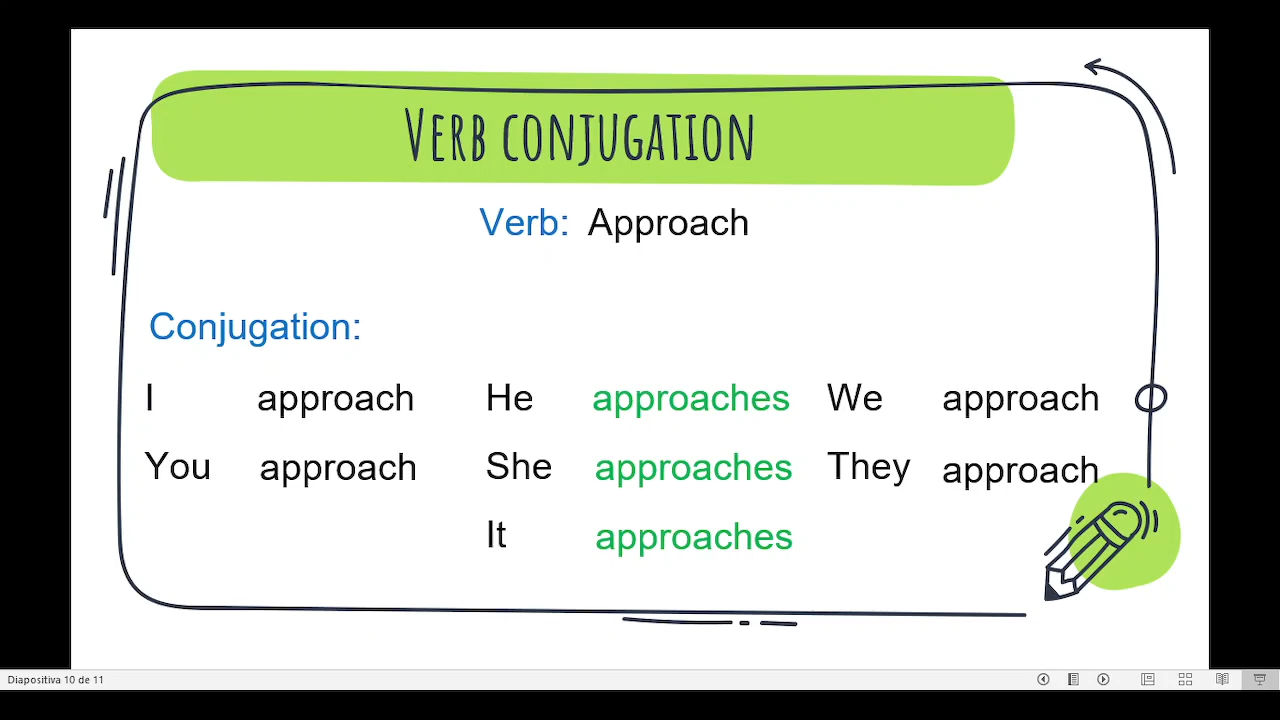 VERB CONJUGATION
Verb: Approach
Conjugation:
I approach He approaches We approach
You approach She approaches They approach
It approaches
Diapositiva 10 de 11